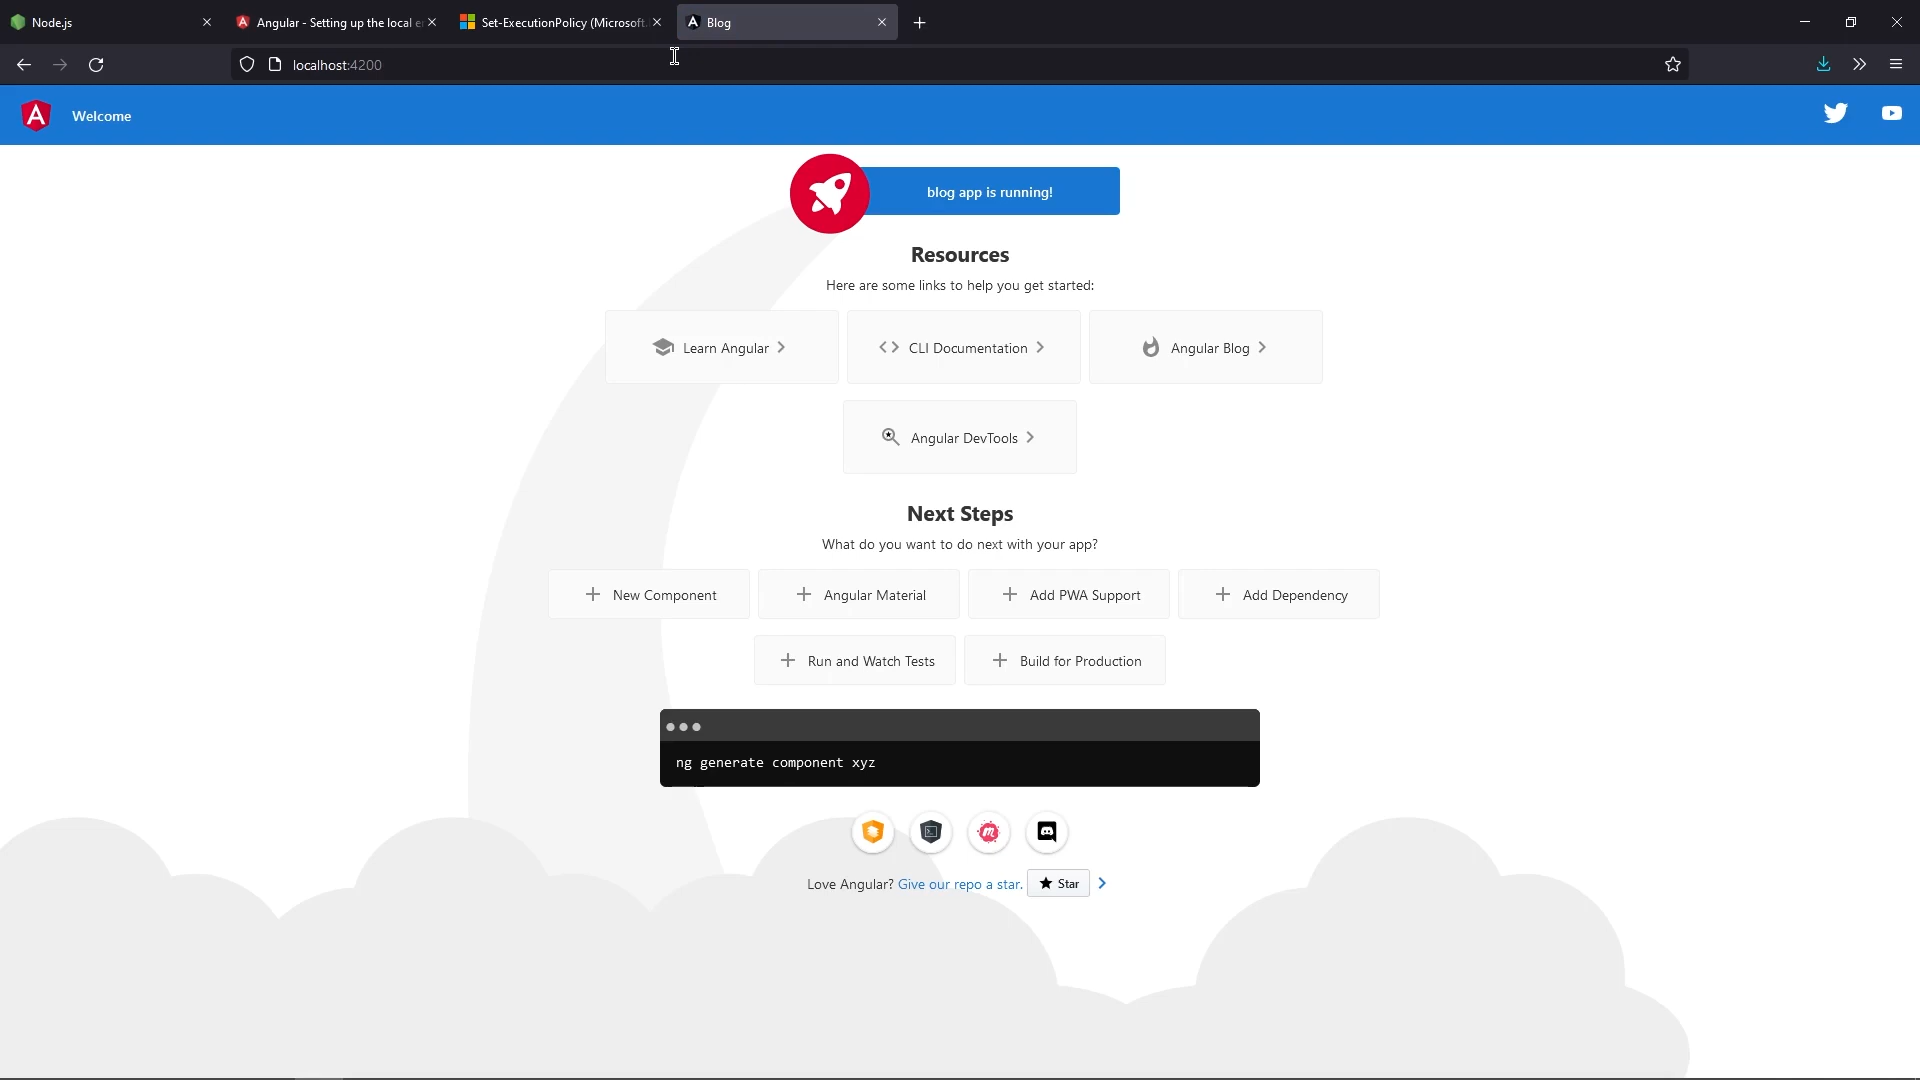 Node.js
Angular - Setting up the local e
Set-ExecutionPolicy (Microsoft.
Blog
localhost:4200
Welcome
blog app is running!
Resources
Here are some links to help you get started:
Learn Angular
CLI Documentation
Angular Blog
Angular DevTools
Next Steps
What do you want to do next with your app?
New Component
Angular Material
Add PWA Support
Add Dependency
Run and Watch Tests
Build for Production
ng generate component xyz
Love Angular? Give our repo a star. Star